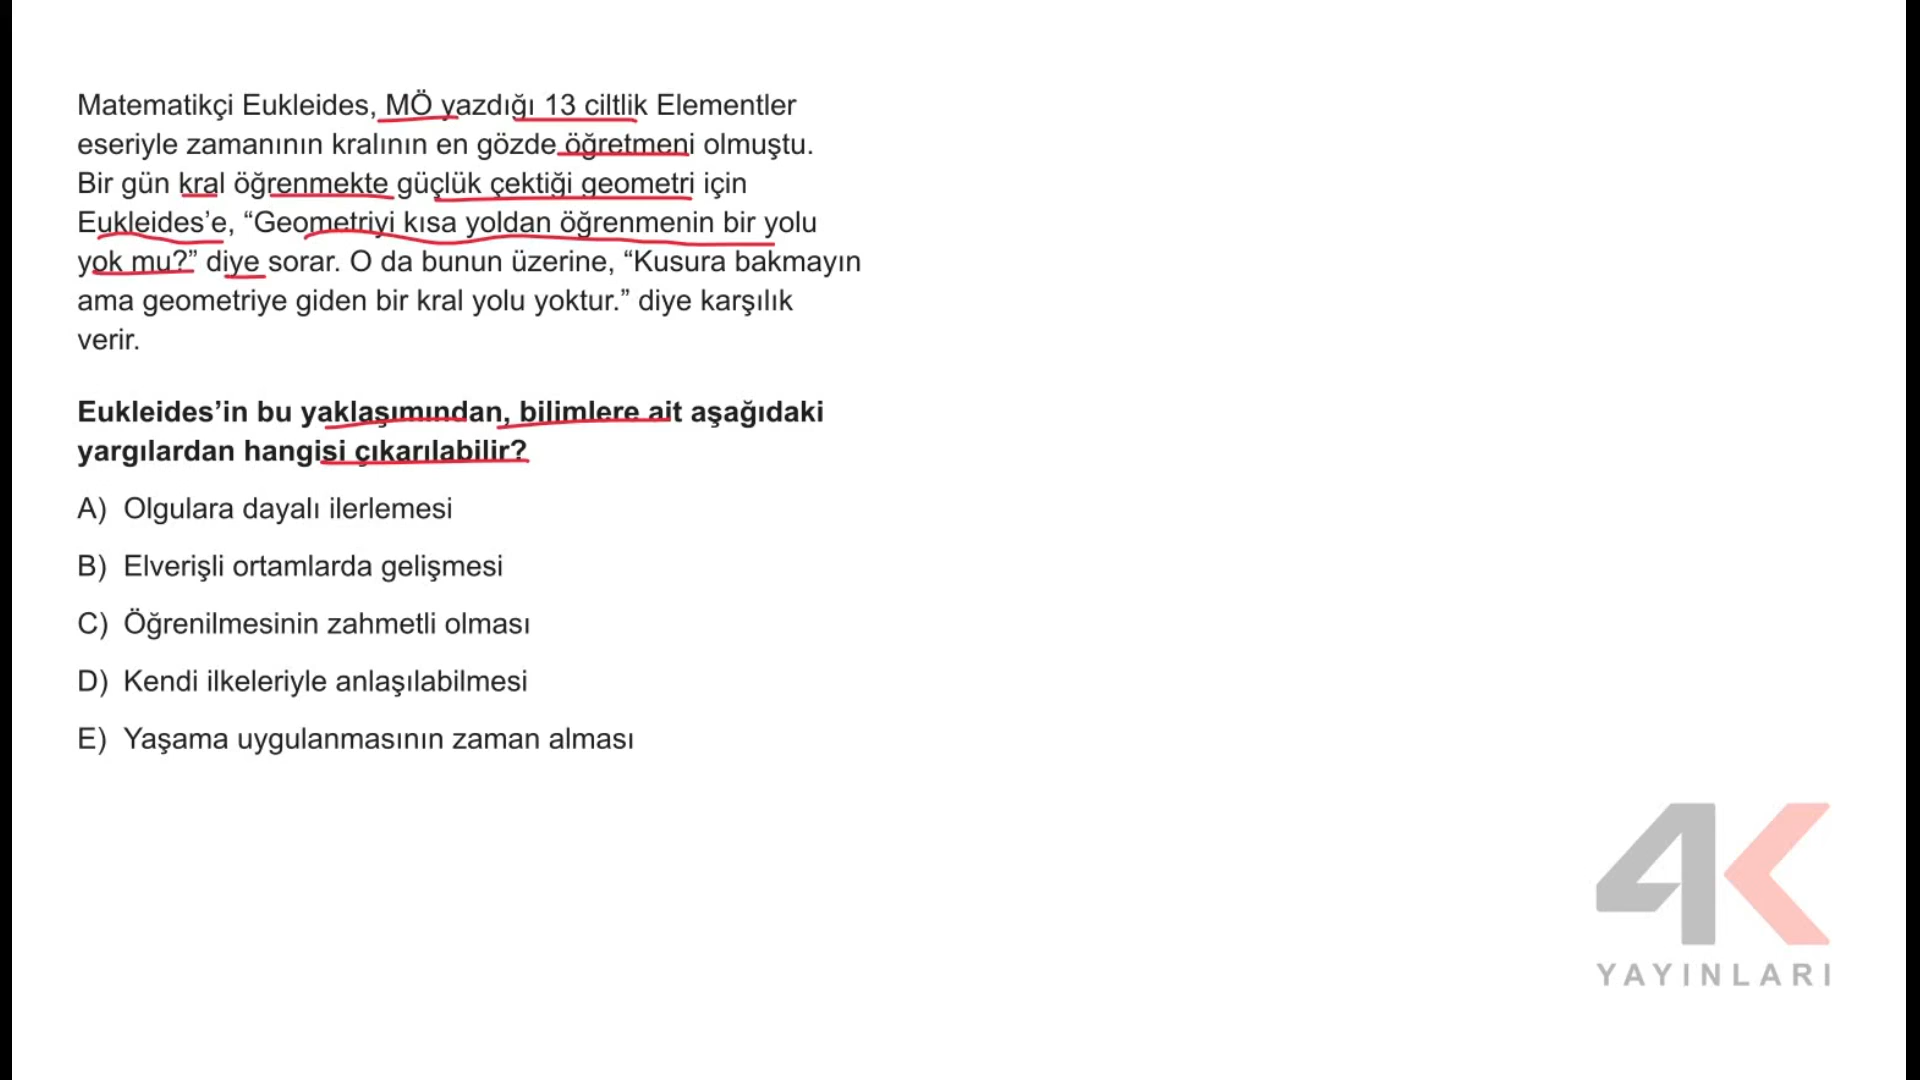 Matematikçi Eukleides, MÖ yazdığı 13 ciltlik Elementler
eseriyle zamanının kralının en gözde öğretmeni olmuştu.
Bir gün kral öğrenmekte güçlük çektiği geometri için
Eukleides’e, “Geometriyi kısa yoldan öğrenmenin bir yolu
yok mu?” diye sorar. O da bunun üzerine, “Kusura bakmayın
ama geometriye giden bir kral yolu yoktur.” diye karşılık
verir.
Eukleides’in bu yaklaşımından, bilimlere ait aşağıdaki
yargılardan hangisi çıkarılabilir?
A) Olgulara dayalı ilerlemesi
B) Elverişli ortamlarda gelişmesi
C) Öğrenilmesinin zahmetli olması
D) Kendi ilkeleriyle anlaşılabilmesi
E) Yaşama uygulanmasının zaman alması
4K
YAYINLARI